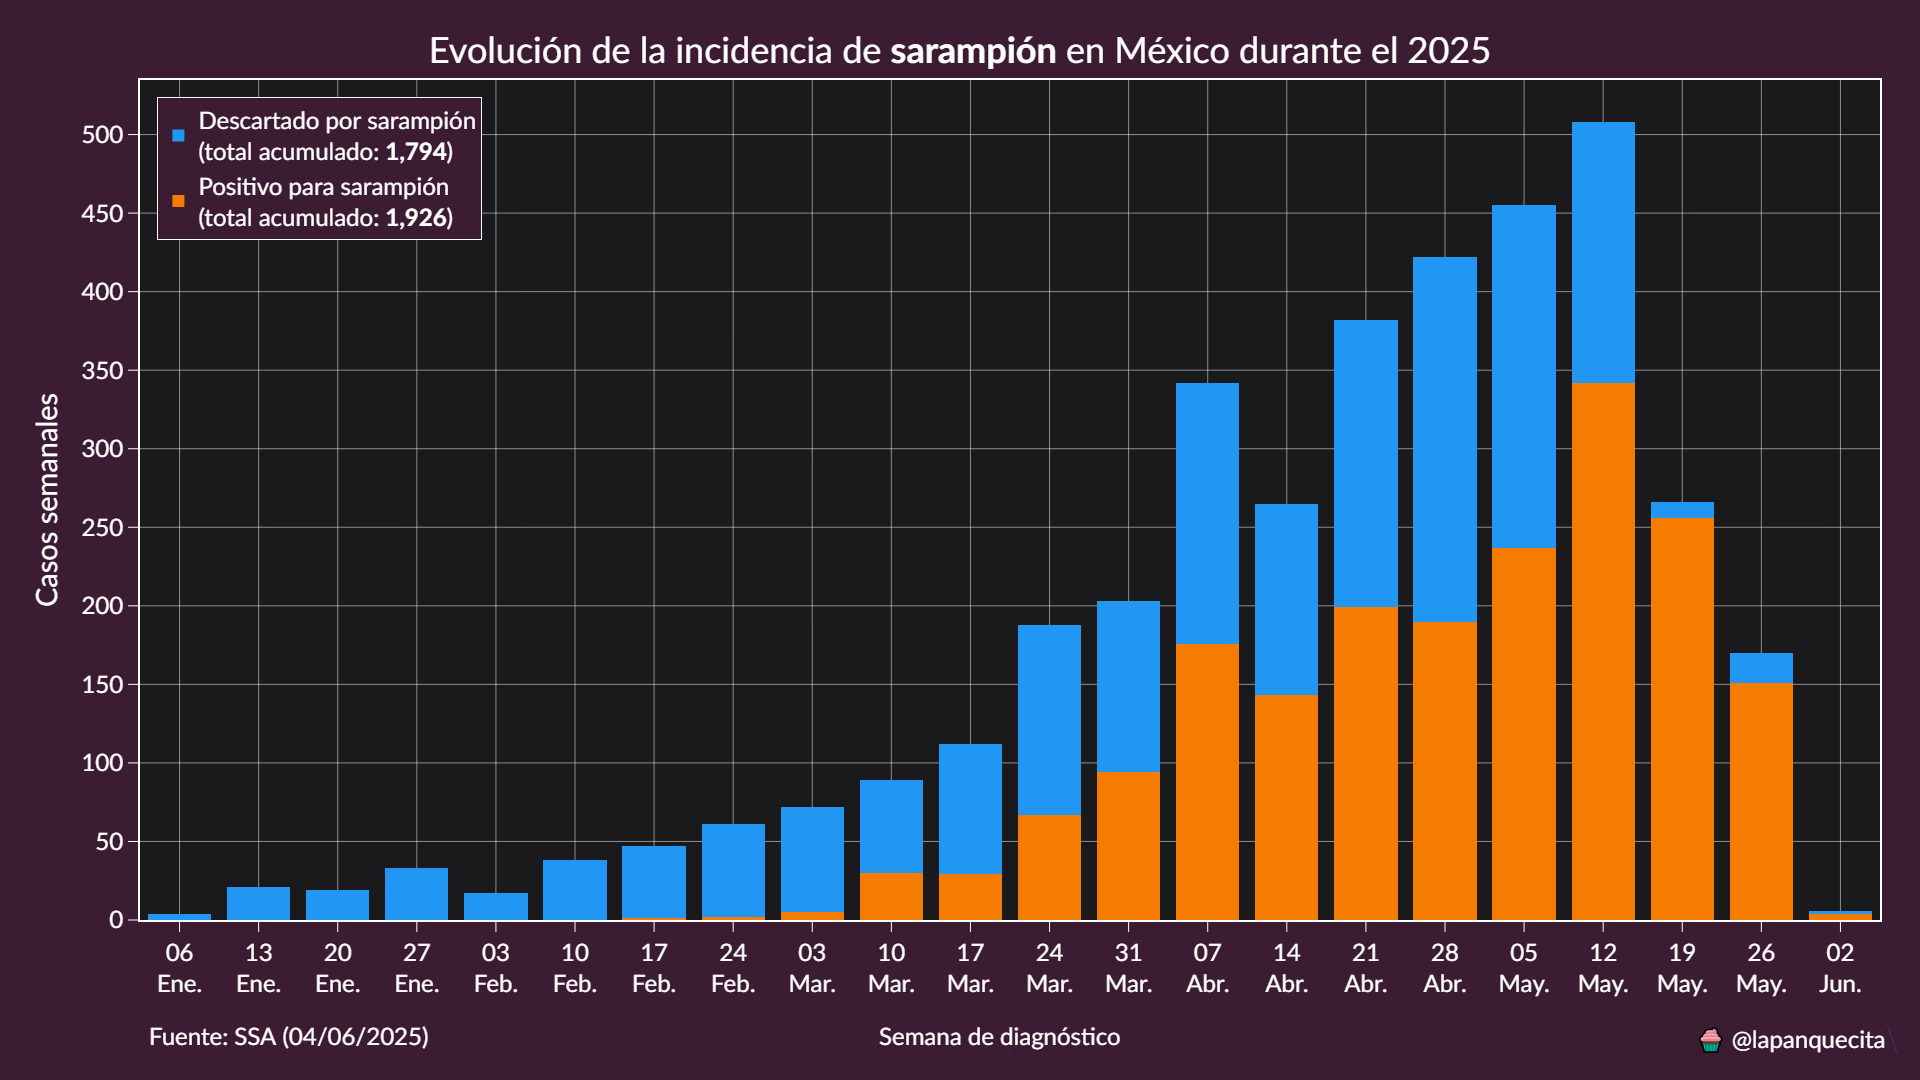 Evolución de la incidencia de sarampión en México durante el 2025
Descartado por sarampión
(total acumulado: 1,794)
Positivo para sarampión
(total acumulado: 1,926)
Casos semanales
500
450
400
350
300
250
200
150
100
50
0
06 13 20 27 03 10 17 24 03 10 17 24 31 07 14 21 28 05 12 19 26 02
Ene. Ene. Ene. Ene. Feb. Feb. Feb. Feb. Mar. Mar. Mar. Mar. Mar. Abr. Abr. Abr. Abr. May. May. May. May. Jun.
Fuente: SSA (04/06/2025)
Semana de diagnóstico
@lapanquecita